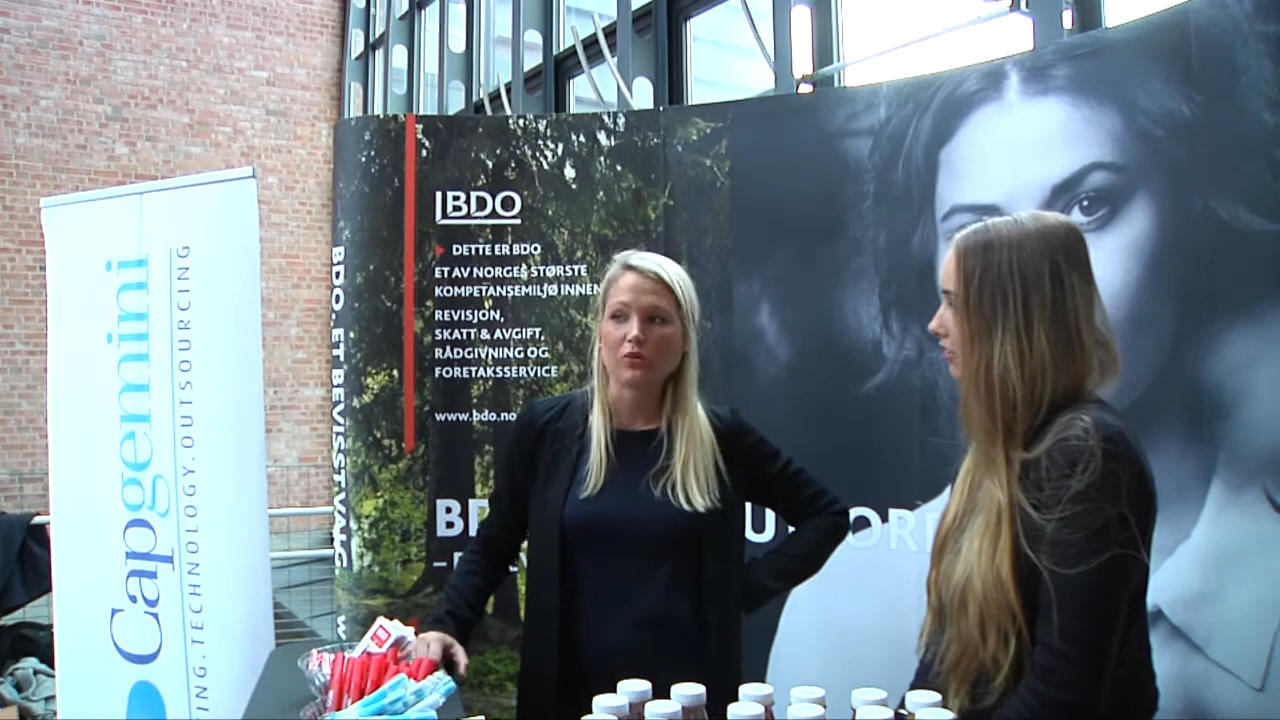 Capgemini
TECHNOLOGY.OUTSOURCING
BDO. ET BEVISST VALG.
BDO
DETTE ER BDO
ET AV NORGES STØRSTE
KOMPETANSEMILJØ INNEN
REVISJON,
SKATT & AVGIFT,
RÅDGIVNING OG
FORETAKSSERVICE
www.bdo.no